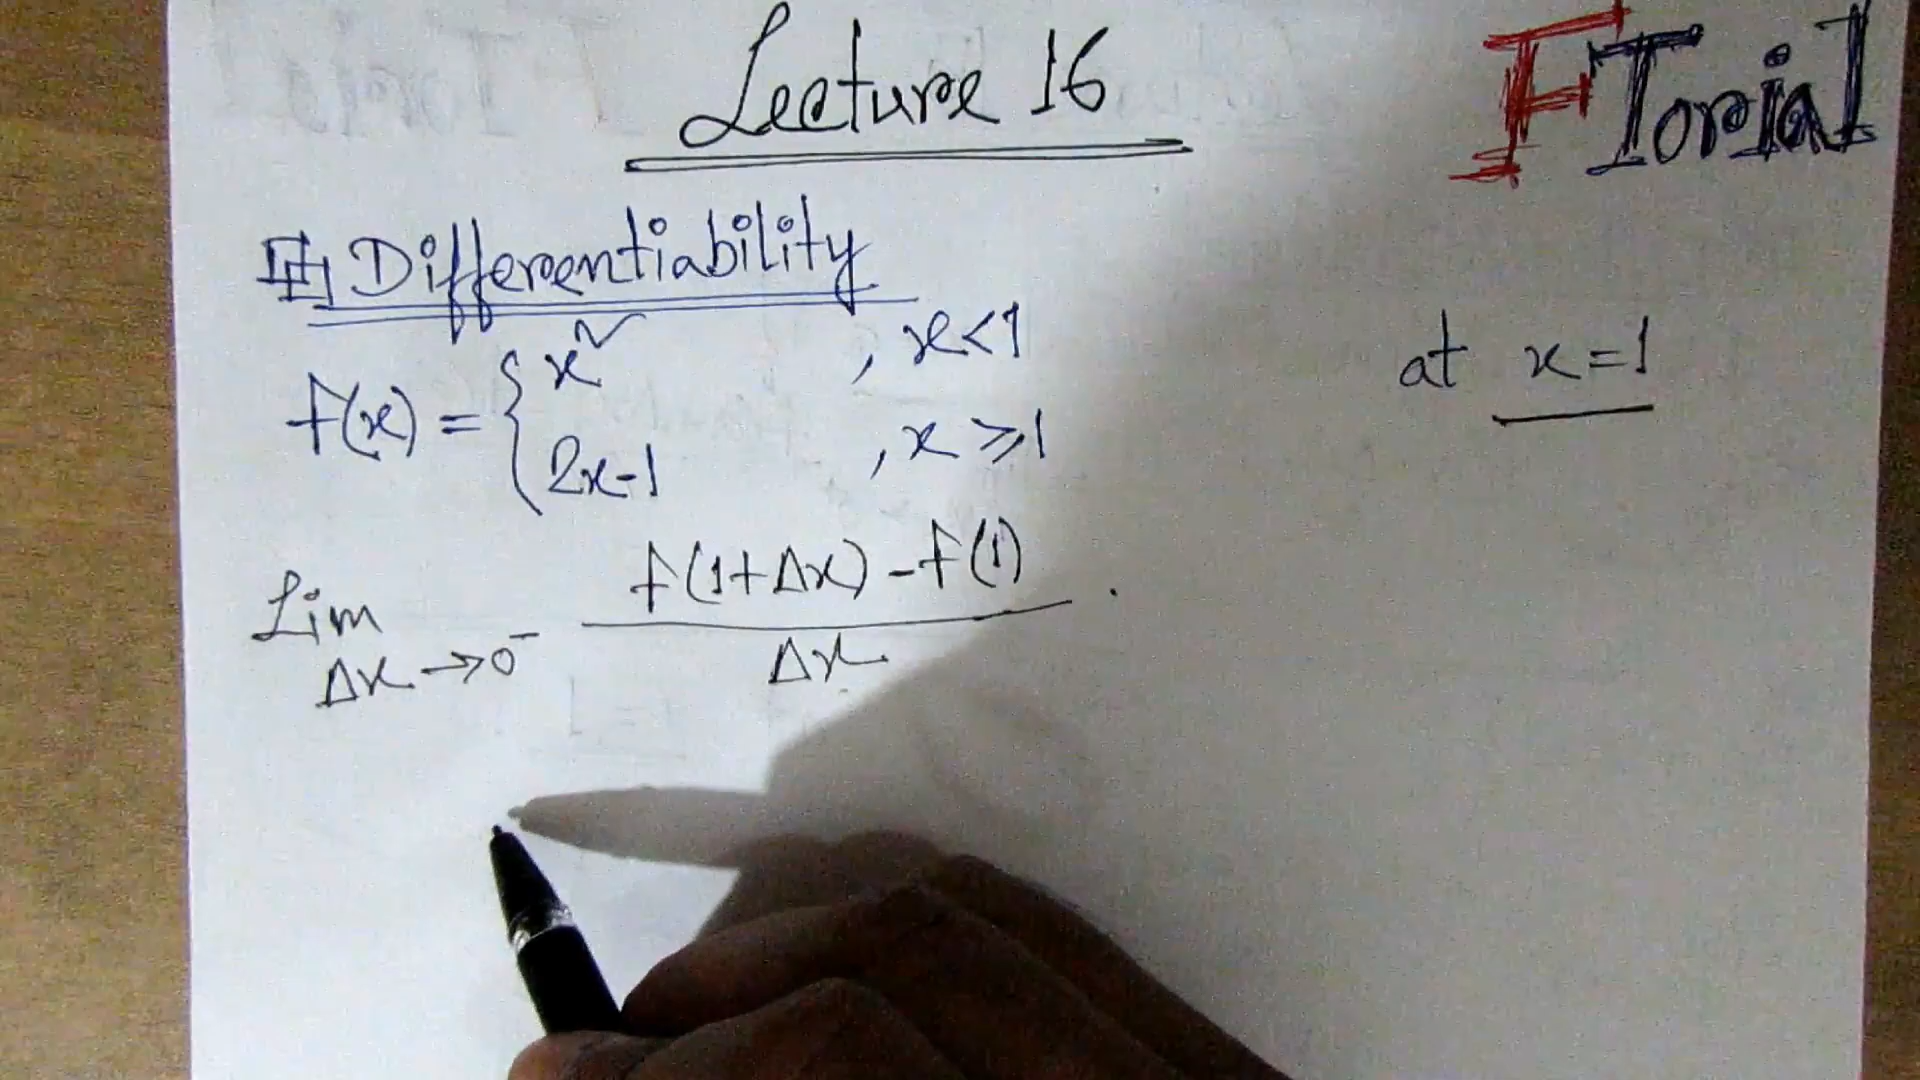 Lecture 16
FTorial
Differentiability
f(x) = { x² , x<1
2x-1 , x ⩾1
at x=1
Lim Δx→0⁻ f(1+Δx) - f(1) / Δx .